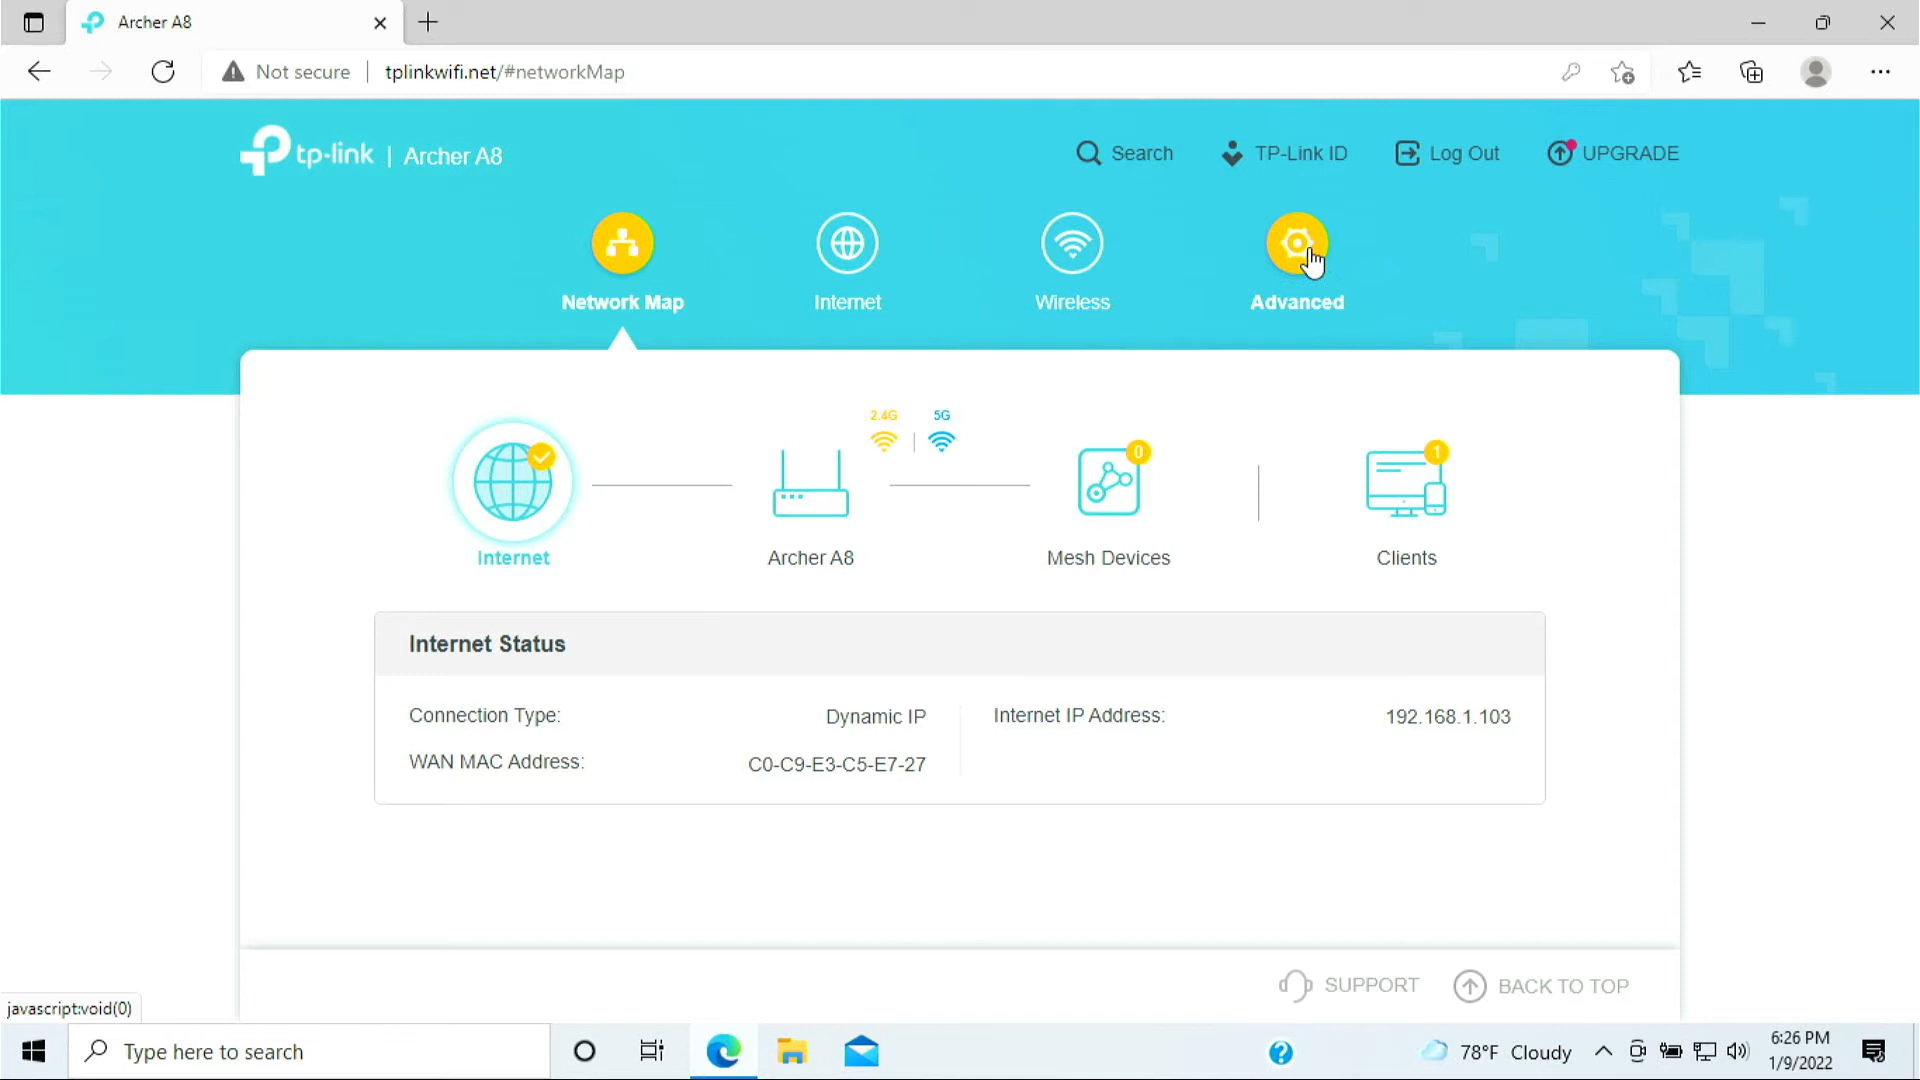 Archer A8
Not secure
tplinkwifi.net/#networkMap
tp-link | Archer A8
Search
TP-Link ID
Log Out
UPGRADE
Network Map
Internet
Wireless
Advanced
2.4G
5G
0
1
Internet
Archer A8
Mesh Devices
Clients
Internet Status
Connection Type:
Dynamic IP
Internet IP Address:
192.168.1.103
WAN MAC Address:
C0-C9-E3-C5-E7-27
SUPPORT
BACK TO TOP
javascript:void(0)
Type here to search
78°F Cloudy
6:26 PM
1/9/2022